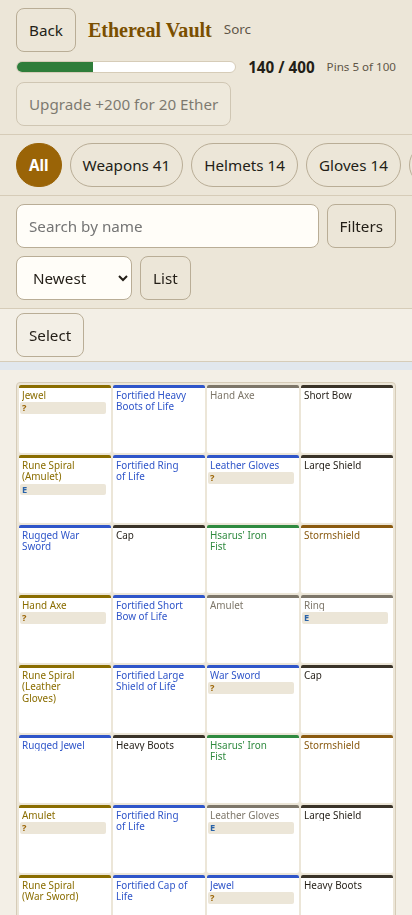 Back
Ethereal Vault
Sorc
140 / 400
Pins 5 of 100
Upgrade +200 for 20 Ether
All
Weapons 41
Helmets 14
Gloves 14
Search by name
Filters
Newest
List
Select
Jewel
?
Fortified Heavy
Boots of Life
Hand Axe
Short Bow
Rune Spiral
(Amulet)
E
Fortified Ring
of Life
Leather Gloves
?
Large Shield
Rugged War
Sword
Cap
Hsarus' Iron
Fist
Stormshield
Hand Axe
?
Fortified Short
Bow of Life
Amulet
Ring
E
Rune Spiral
(Leather
Gloves)
Fortified Large
Shield of Life
War Sword
?
Cap
Rugged Jewel
Heavy Boots
Hsarus' Iron
Fist
Stormshield
Amulet
?
Fortified Ring
of Life
Leather Gloves
E
Large Shield
Rune Spiral
(War Sword)
Fortified Cap of
Life
Jewel
?
Heavy Boots